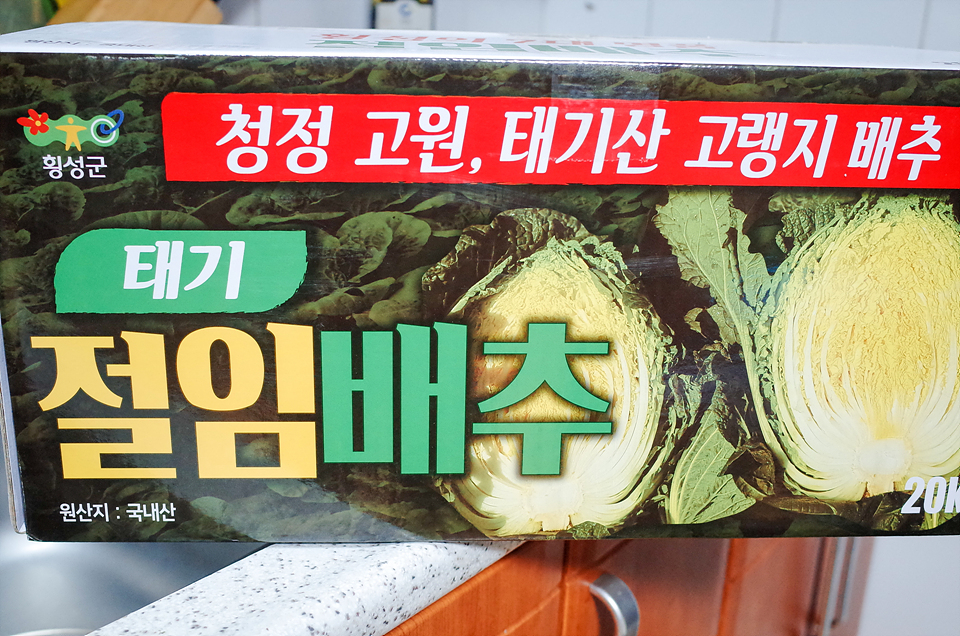 청정 고원, 태기산 고랭지 배추
횡성군
태기
절임배추
원산지 : 국내산
20k